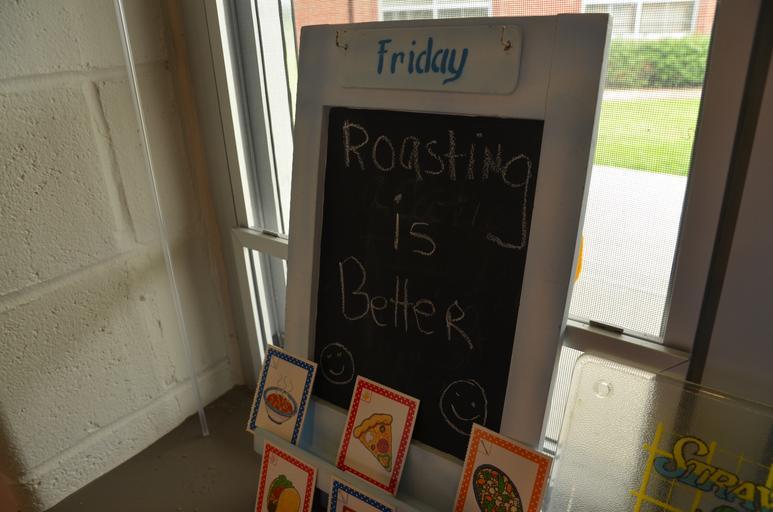 Friday
Roasting
is
Better